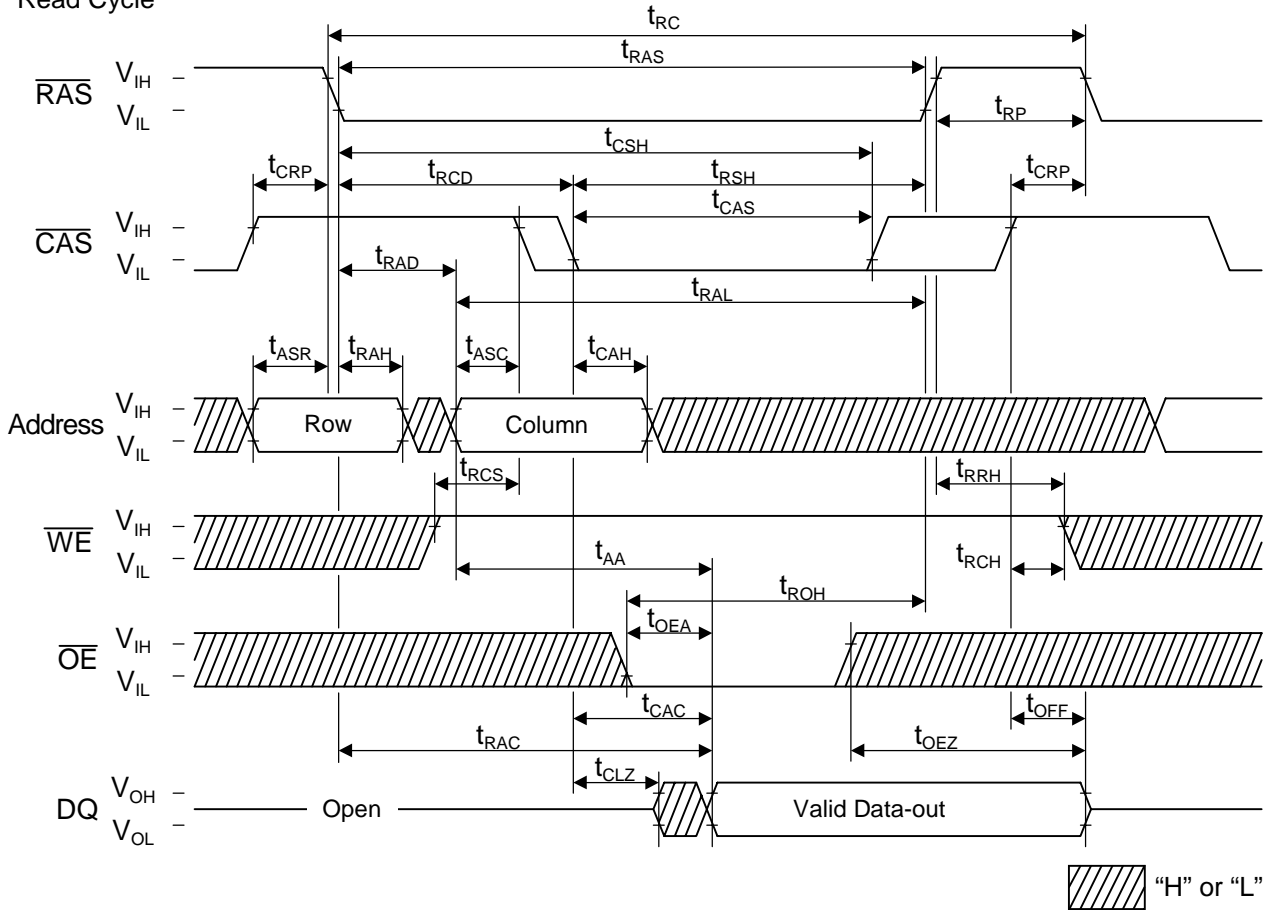 Read Cycle
tRC
tRAS
RAS
VIH
VIL
tRP
tCSH
tCRP
tRCD
tRSH
tCRP
tCAS
CAS
VIH
VIL
tRAD
tRAL
tASR
tRAH
tASC
tCAH
Address
VIH
VIL
Row
Column
tRCS
tRRH
WE
VIH
VIL
tAA
tRCH
tROH
tOEA
OE
VIH
VIL
tCAC
tOFF
tRAC
tOEZ
tCLZ
DQ
VOH
VOL
Open
Valid Data-out
“H” or “L”